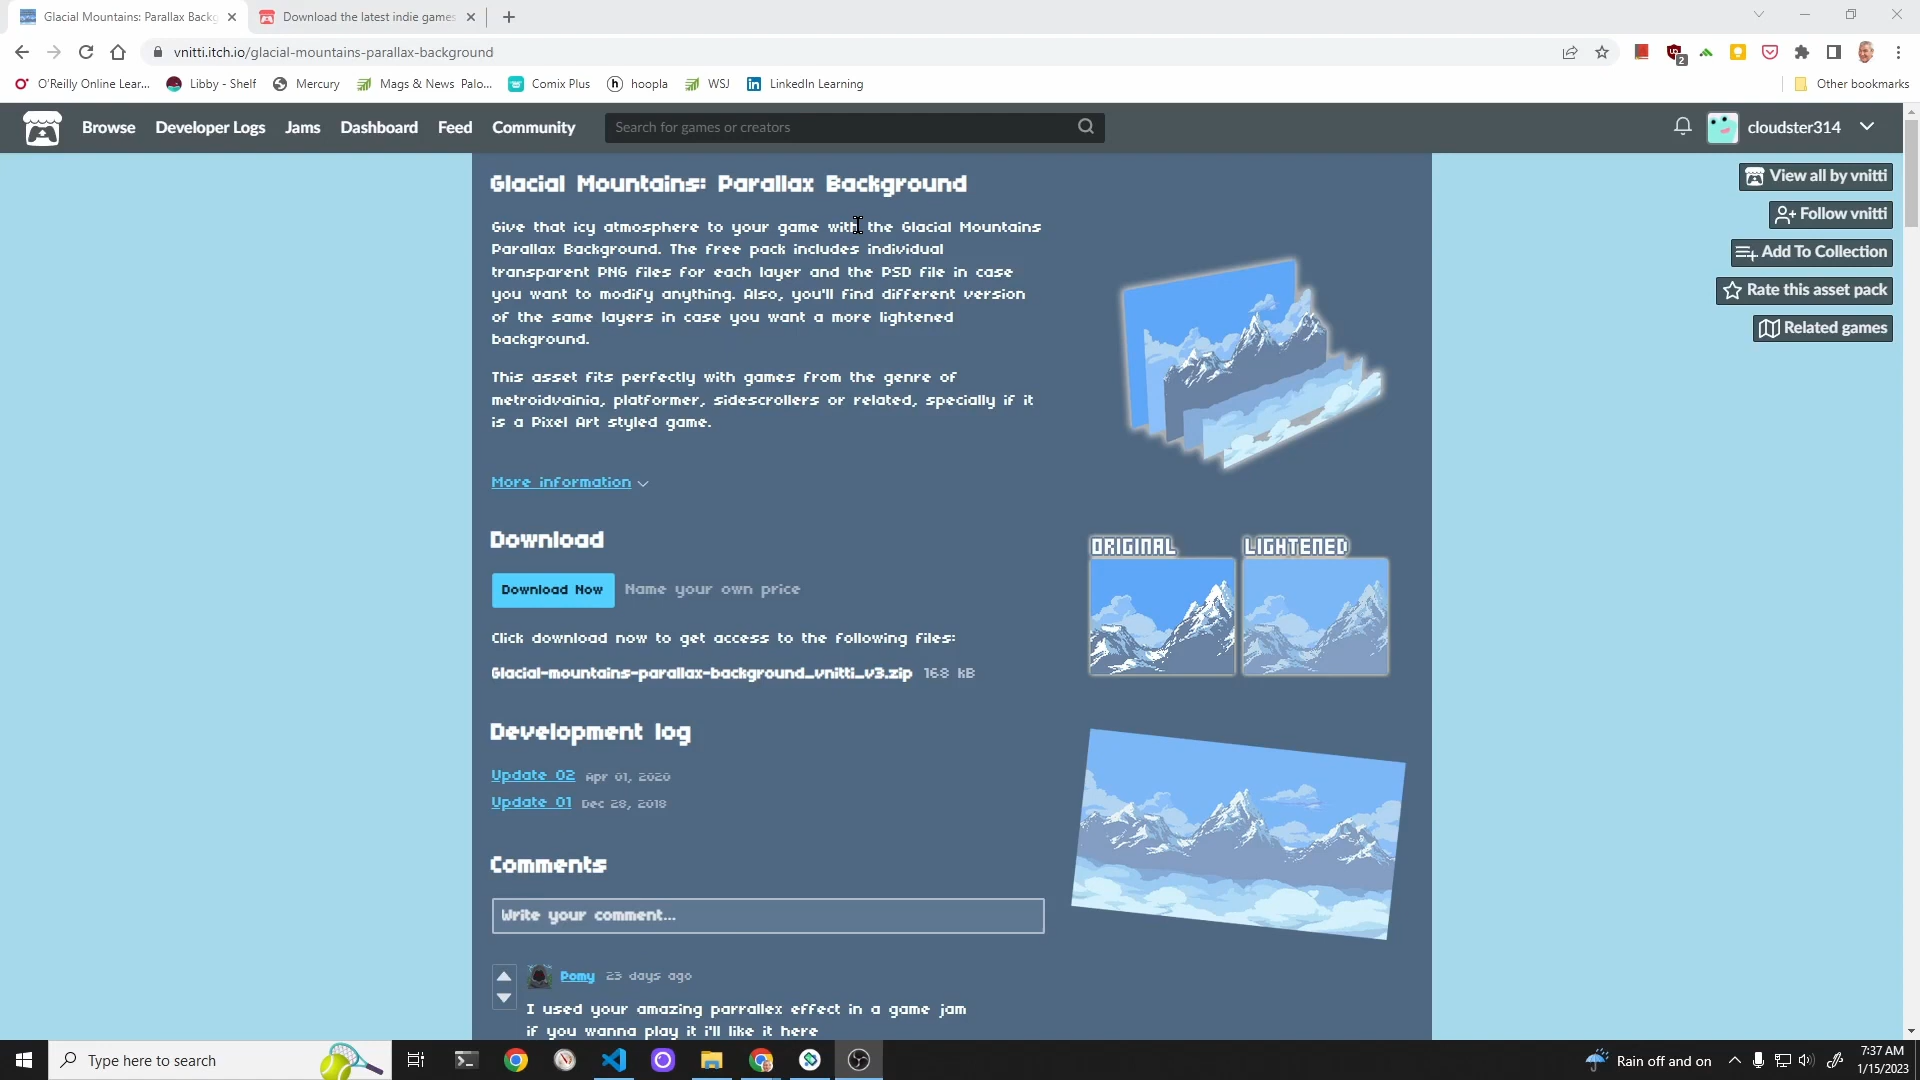 Glacial Mountains: Parallax Backg
Download the latest indie games
vnitti.itch.io/glacial-mountains-parallax-background
2
O'Reilly Online Lear...
Libby - Shelf
Mercury
Mags & News Palo...
Comix Plus
hoopla
WSJ
LinkedIn Learning
Other bookmarks
Browse
Developer Logs
Jams
Dashboard
Feed
Community
Search for games or creators
cloudster314
View all by vnitti
Follow vnitti
Add To Collection
Rate this asset pack
Related games
Glacial Mountains: Parallax Background
Give that icy atmosphere to your game with the Glacial Mountains
Parallax Background. The free pack includes individual
transparent PNG files for each layer and the PSD file in case
you want to modify anything. Also, you'll find different version
of the same layers in case you want a more lightened
background.
This asset fits perfectly with games from the genre of
metroidvainia, platformer, sidescrollers or related, specially if it
is a Pixel Art styled game.
More information
Download
Download Now
Name your own price
Click download now to get access to the following files:
Glacial-mountains-parallax-background_vnitti_v3.zip 168 kB
Development log
Update 02 Apr 01, 2020
Update 01 Dec 28, 2018
Comments
Write your comment...
Pomy 23 days ago
I used your amazing parrallex effect in a game jam
if you wanna play it i'll like it here
ORIGINAL
LIGHTENED
Type here to search
Rain off and on
7:37 AM
1/15/2023